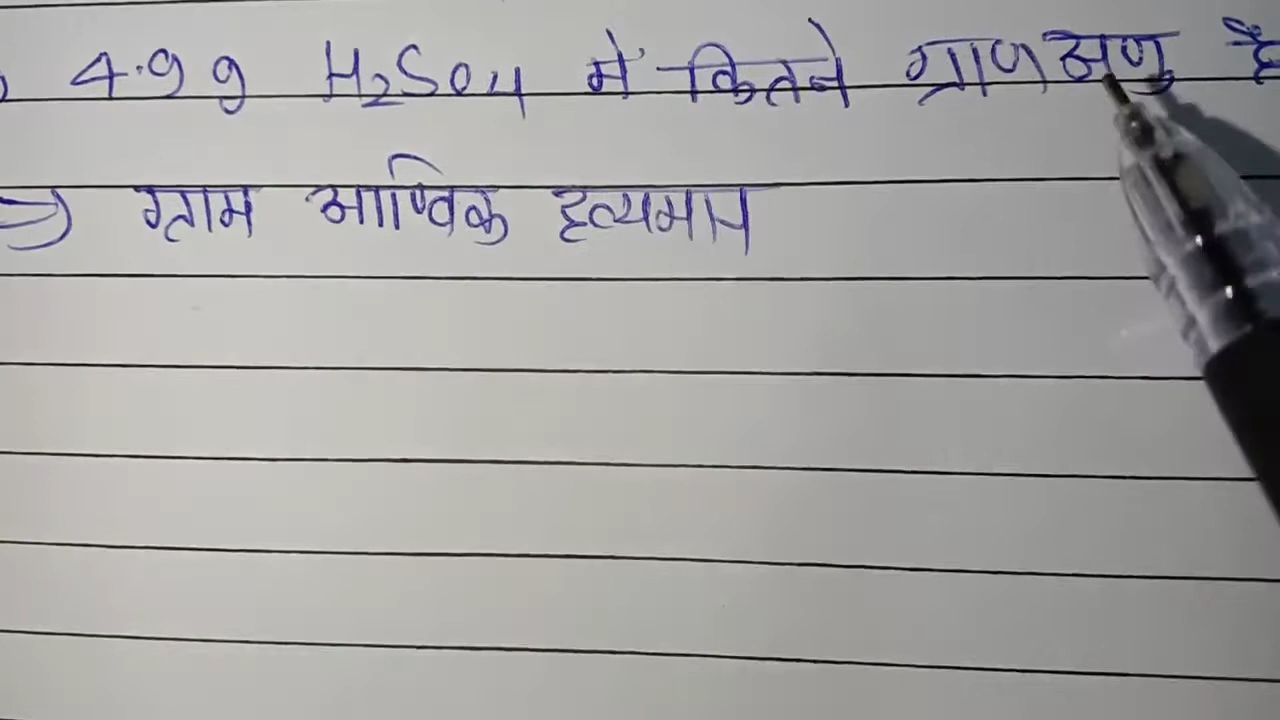 4.9 g H2SO4 में कितने ग्राम अणु है
=> ग्राम आण्विक द्रव्यमान